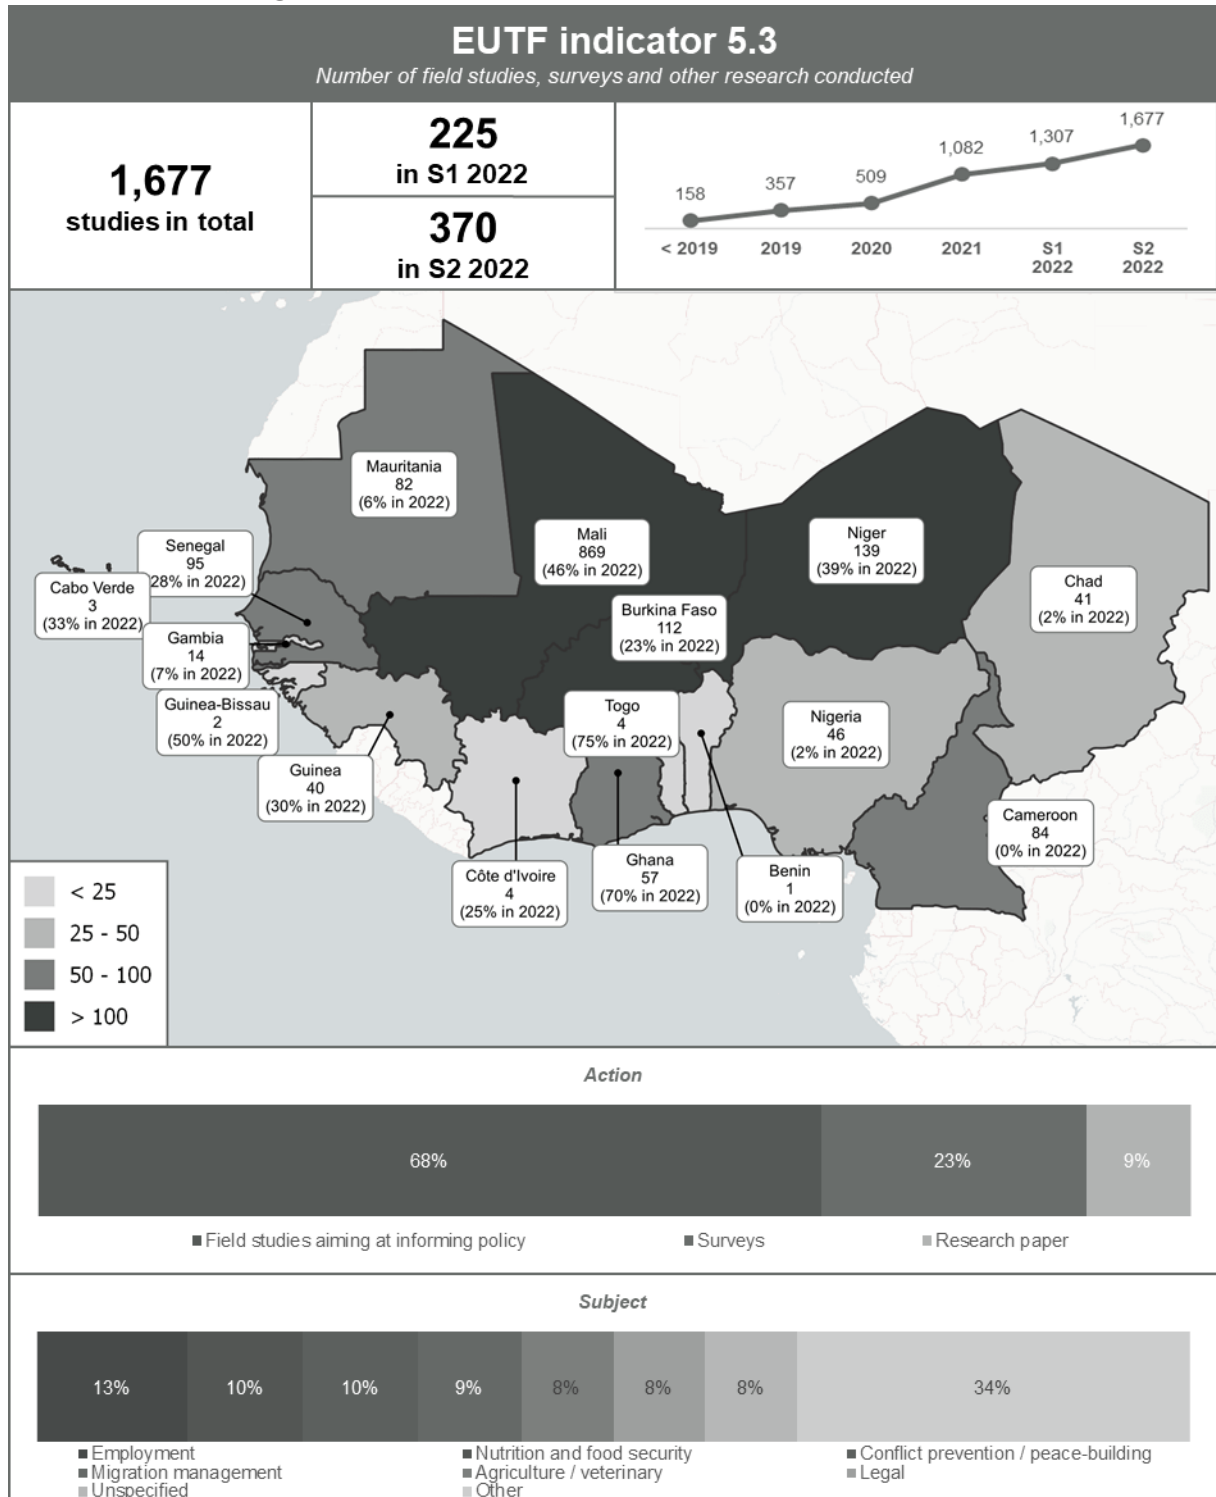 EUTF indicator 5.3
Number of field studies, surveys and other research conducted
1,677
studies in total
225
in S1 2022
370
in S2 2022
158
357
509
1,082
1,307
1,677
< 2019
2019
2020
2021
S1
2022
S2
2022
Mauritania
82
(6% in 2022)
Mali
869
(46% in 2022)
Niger
139
(39% in 2022)
Chad
41
(2% in 2022)
Senegal
95
28% in 2022)
Cabo Verde
3
(33% in 2022)
Gambia
14
(7% in 2022)
Guinea-Bissau
2
(50% in 2022)
Guinea
40
(30% in 2022)
Burkina Faso
112
(23% in 2022)
Togo
4
(75% in 2022)
Nigeria
46
(2% in 2022)
Cameroon
84
(0% in 2022)
Côte d'Ivoire
4
(25% in 2022)
Ghana
57
(70% in 2022)
Benin
1
(0% in 2022)
< 25
25 - 50
50 - 100
> 100
Action
68%
23%
9%
Field studies aiming at informing policy
Surveys
Research paper
Subject
13%
10%
10%
9%
8%
8%
8%
34%
Employment
Nutrition and food security
Conflict prevention / peace-building
Migration management
Agriculture / veterinary
Legal
Unspecified
Other